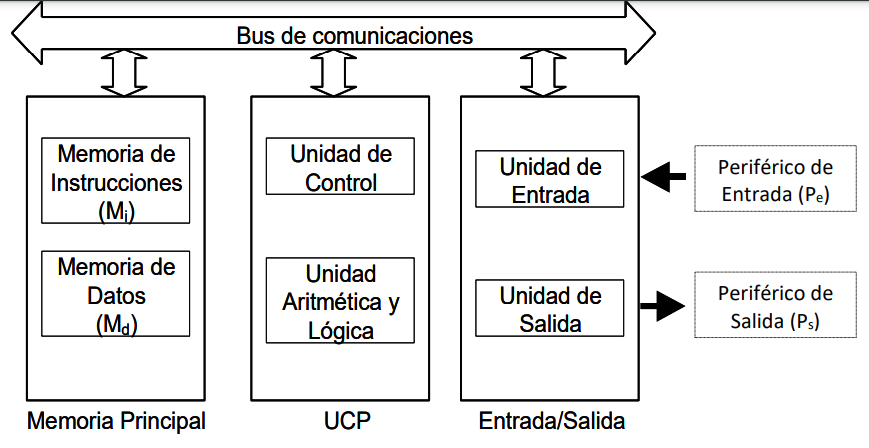 Bus de comunicaciones
Memoria de
Instrucciones
(Mi)
Memoria de
Datos
(Md)
Memoria Principal
Unidad de
Control
Unidad
Aritmética y
Lógica
UCP
Unidad de
Entrada
Unidad de
Salida
Entrada/Salida
Periférico de
Entrada (Pe)
Periférico de
Salida (Ps)